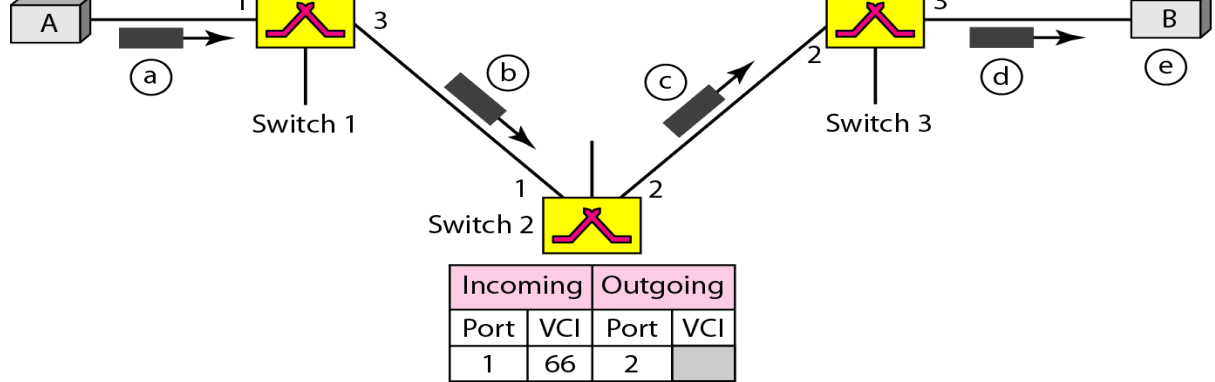 A
1
3
a
b
c
2
3
d
B
e
Switch 1
Switch 3
1
2
Switch 2
Incoming Outgoing
Port VCI Port VCI
1 66 2